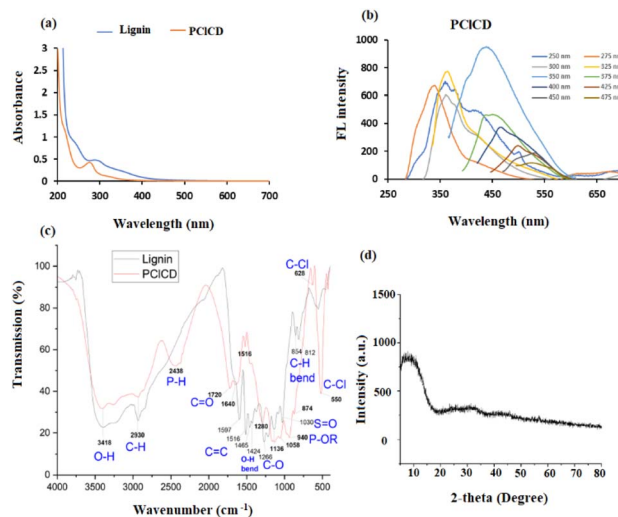 (a)
Lignin
PClCD
3
2.5
2
1.5
1
0.5
0
Absorbance
200
300
400
500
600
700
Wavelength (nm)
(b)
PClCD
1000
800
600
400
200
0
FL intensity
250 nm
275 nm
300 nm
325 nm
350 nm
375 nm
400 nm
425 nm
450 nm
475 nm
250
350
450
550
650
Wavelength (nm)
(c)
Lignin
PClCD
100
80
60
40
20
0
Transmission (%)
3416
O-H
2930
C-H
2438
P-H
1720
C=O
1640
1516
1597
1516
C=C
1465
O-H
bend
1424
1280
1266
C-O
1136
1058
1030
S=O
940
P-OR
874
854
812
C-H
bend
C-Cl
628
C-Cl
550
4000
3500
3000
2500
2000
1500
1000
500
Wavenumber (cm⁻¹)
(d)
1500
1000
500
0
Intensity (a.u.)
10
20
30
40
50
60
70
80
2-theta (Degree)